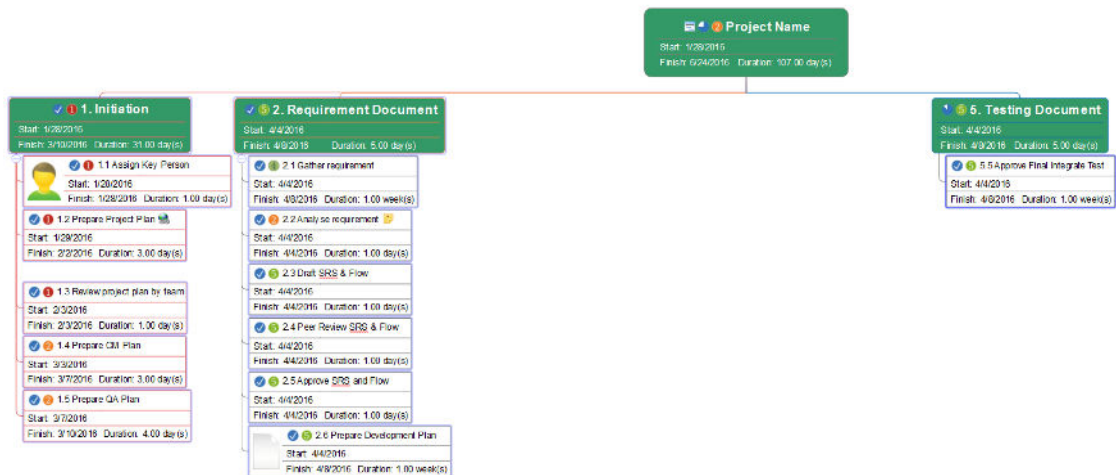 Project Name
Start: 1/28/2016
Finish: 6/24/2016 Duration: 107.00 day(s)
1. Initiation
Start: 1/28/2016
Finish: 3/10/2016 Duration: 31.00 day(s)
1.1 Assign Key Person
Start: 1/28/2016
Finish: 1/28/2016 Duration: 1.00 day(s)
1.2 Prepare Project Plan
Start: 1/29/2016
Finish: 2/2/2016 Duration: 3.00 day(s)
1.3 Review project plan by team
Start: 2/3/2016
Finish: 2/3/2016 Duration: 1.00 day(s)
1.4 Prepare CM Plan
Start: 3/3/2016
Finish: 3/7/2016 Duration: 3.00 day(s)
1.5 Prepare QA Plan
Start: 3/7/2016
Finish: 3/10/2016 Duration: 4.00 day(s)
2. Requirement Document
Start: 4/4/2016
Finish: 4/8/2016 Duration: 5.00 day(s)
2.1 Gather requirement
Start: 4/4/2016
Finish: 4/8/2016 Duration: 1.00 week(s)
2.2 Analyse requirement
Start: 4/4/2016
Finish: 4/4/2016 Duration: 1.00 day(s)
2.3 Draft SRS & Flow
Start: 4/4/2016
Finish: 4/4/2016 Duration: 1.00 day(s)
2.4 Peer Review SRS & Flow
Start: 4/4/2016
Finish: 4/4/2016 Duration: 1.00 day(s)
2.5 Approve SRS and Flow
Start: 4/4/2016
Finish: 4/4/2016 Duration: 1.00 day(s)
2.6 Prepare Development Plan
Start: 4/4/2016
Finish: 4/8/2016 Duration: 1.00 week(s)
5. Testing Document
Start: 4/4/2016
Finish: 4/8/2016 Duration: 5.00 day(s)
5.5 Approve Final Integrate Test
Start: 4/4/2016
Finish: 4/8/2016 Duration: 1.00 week(s)